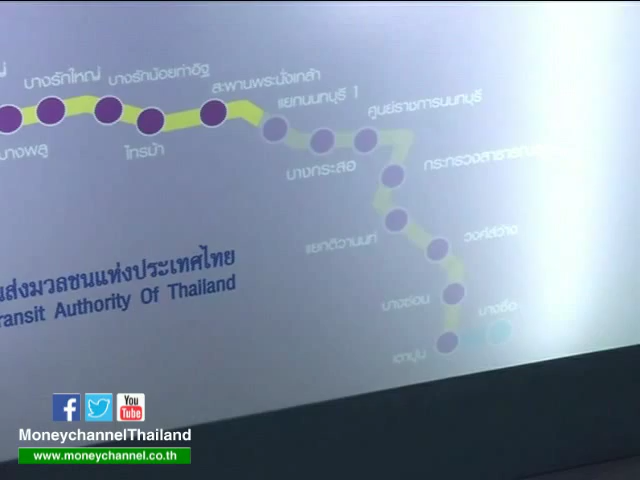 บางรักใหญ่
บางรักน้อยท่าอิฐ
สะพานพระนั่งเกล้า
แยกนนทบุรี 1
ศูนย์ราชการนนทบุรี
บางพลู
ไทรม้า
บางกระสอ
กระทรวงสาธารณสุข
แยกติวานนท์
วงศ์สว่าง
บางซ่อน
บางซื่อ
เตาปูน
นส่งมวลชนแห่งประเทศไทย
ransit Authority Of Thailand
You
Tube
MoneychannelThailand
www.moneychannel.co.th